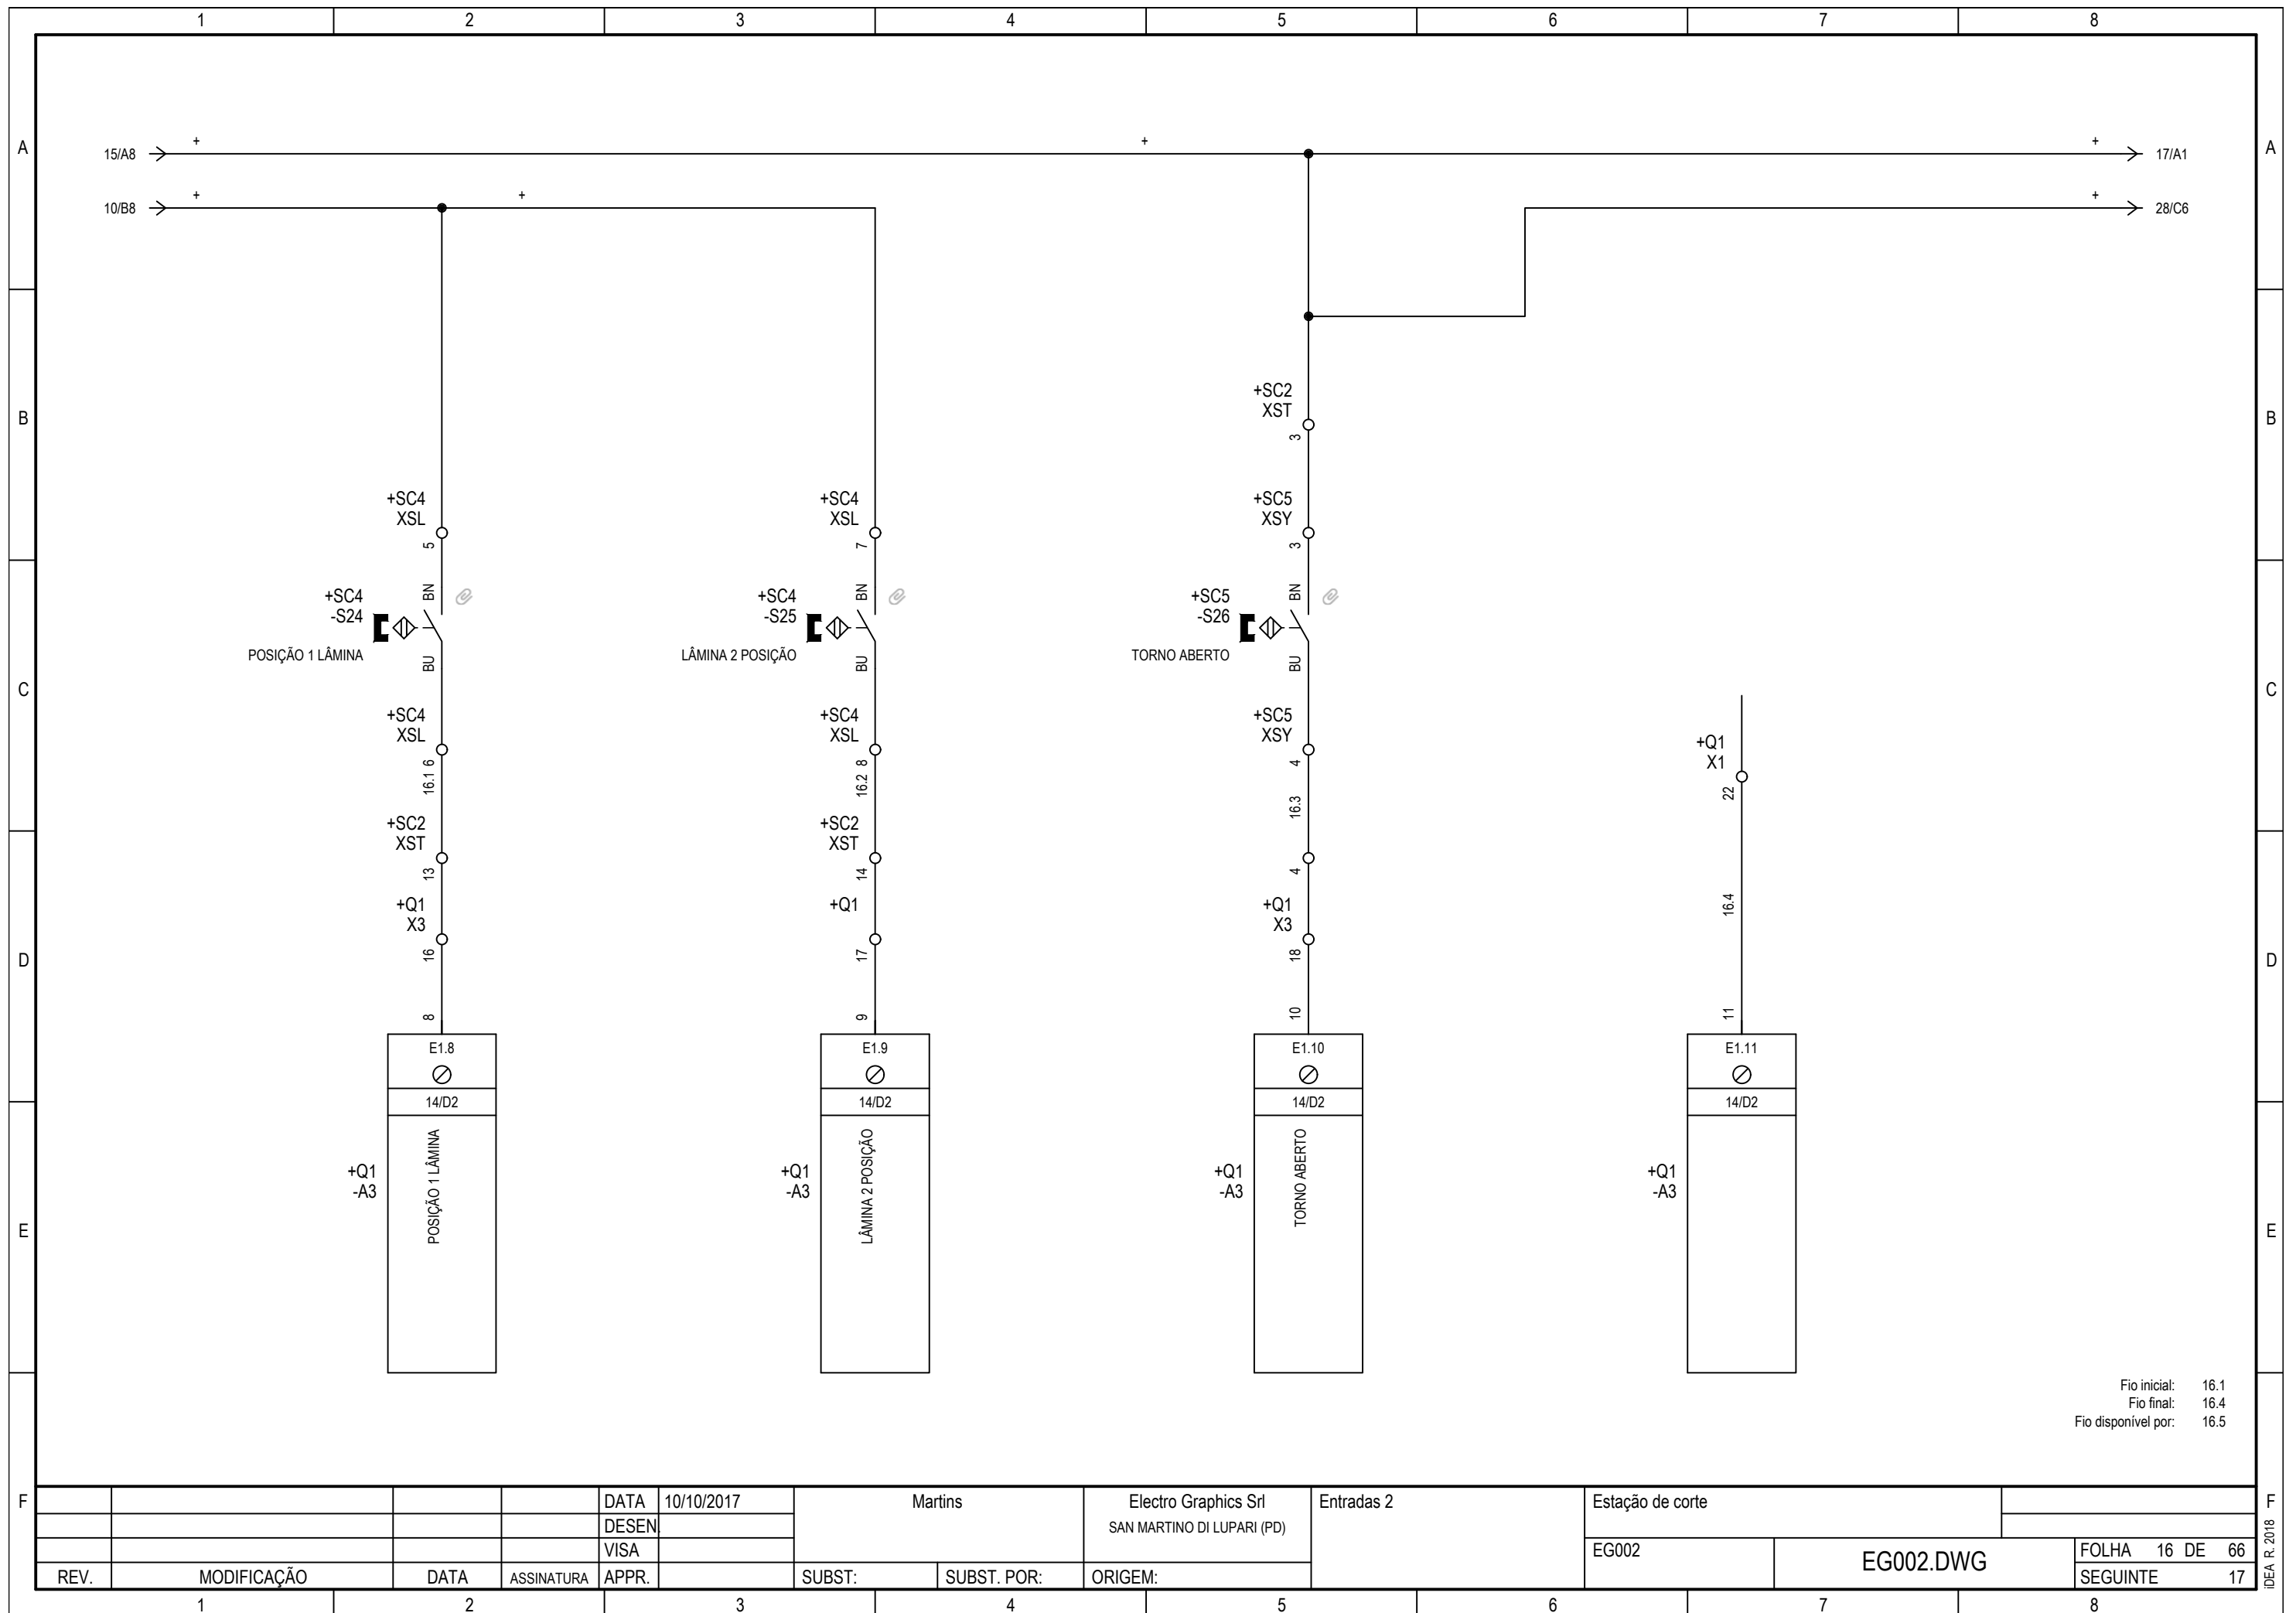 1 2 3 4 5 6 7 8
A A
15/A8 + + + 17/A1
10/B8 + + + 28/C6
B B
+SC2
XST
3
+SC4 +SC4 +SC5
XSL XSL XSY
5 7 3
BN BN BN
+SC4 +SC4 +SC5
-S24 -S25 -S26
POSIÇÃO 1 LÂMINA LÂMINA 2 POSIÇÃO TORNO ABERTO
BU BU BU
C C
+SC4 +SC4 +SC5
XSL XSL XSY
+Q1
X1
6 8 4
16.1 16.2 16.3 22
+SC2 +SC2
XST XST
13 14 4
+Q1 +Q1 +Q1 16.4
X3 X3
16 17 18
D D
8 9 10 11
E1.8 E1.9 E1.10 E1.11
14/D2 14/D2 14/D2 14/D2
POSIÇÃO 1 LÂMINA LÂMINA 2 POSIÇÃO TORNO ABERTO
+Q1 +Q1 +Q1 +Q1
-A3 -A3 -A3 -A3
E E
Fio inicial: 16.1
Fio final: 16.4
Fio disponível por: 16.5
F F
DATA 10/10/2017 Martins Electro Graphics Srl Entradas 2 Estação de corte
DESEN. SAN MARTINO DI LUPARI (PD)
VISA EG002 EG002.DWG FOLHA 16 DE 66
REV. MODIFICAÇÃO DATA ASSINATURA APPR. SUBST: SUBST. POR: ORIGEM: SEGUINTE 17
iDEA R. 2018
1 2 3 4 5 6 7 8